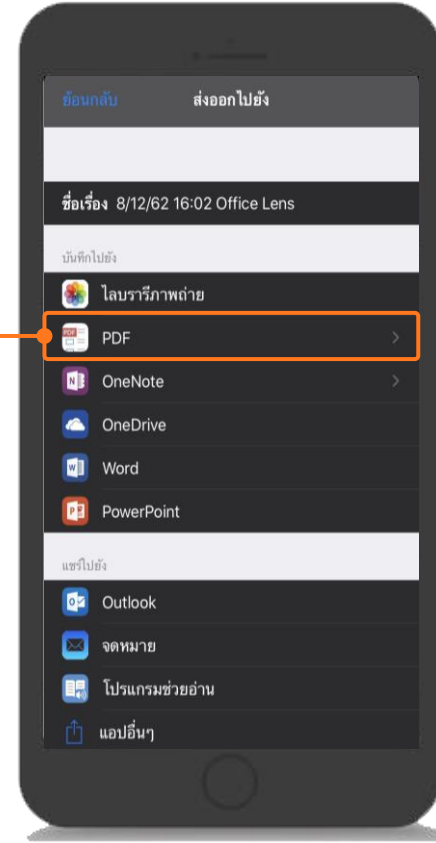 ย้อนกลับ ส่งออกไปยัง
ชื่อเรื่อง 8/12/62 16:02 Office Lens
บันทึกไปยัง
ไลบรารีภาพถ่าย
PDF
OneNote
OneDrive
Word
PowerPoint
แชร์ไปยัง
Outlook
จดหมาย
โปรแกรมช่วยอ่าน
แอปอื่นๆ